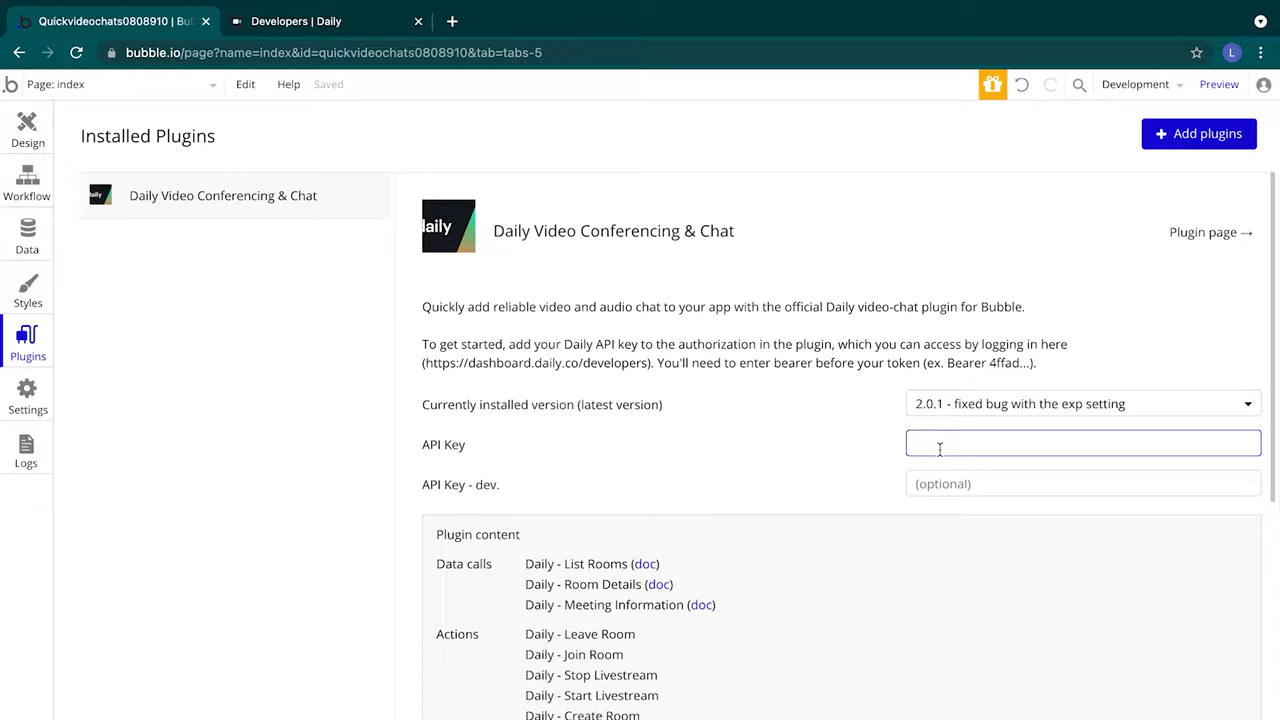 Quickvideochats0808910 | Bu
Developers | Daily
bubble.io/page?name=index&id=quickvideochats0808910&tab=tabs-5
L
b
Page: index
Edit
Help
Saved
Development
Preview
Design
Workflow
Data
Styles
Plugins
Settings
Logs
Installed Plugins
Add plugins
aily
Daily Video Conferencing & Chat
daily
Daily Video Conferencing & Chat
Plugin page →
Quickly add reliable video and audio chat to your app with the official Daily video-chat plugin for Bubble.
To get started, add your Daily API key to the authorization in the plugin, which you can access by logging in here
(https://dashboard.daily.co/developers). You'll need to enter bearer before your token (ex. Bearer 4ffad...).
Currently installed version (latest version)
2.0.1 - fixed bug with the exp setting
API Key
API Key - dev.
(optional)
Plugin content
Data calls
Daily - List Rooms (doc)
Daily - Room Details (doc)
Daily - Meeting Information (doc)
Actions
Daily - Leave Room
Daily - Join Room
Daily - Stop Livestream
Daily - Start Livestream
Daily - Create Room